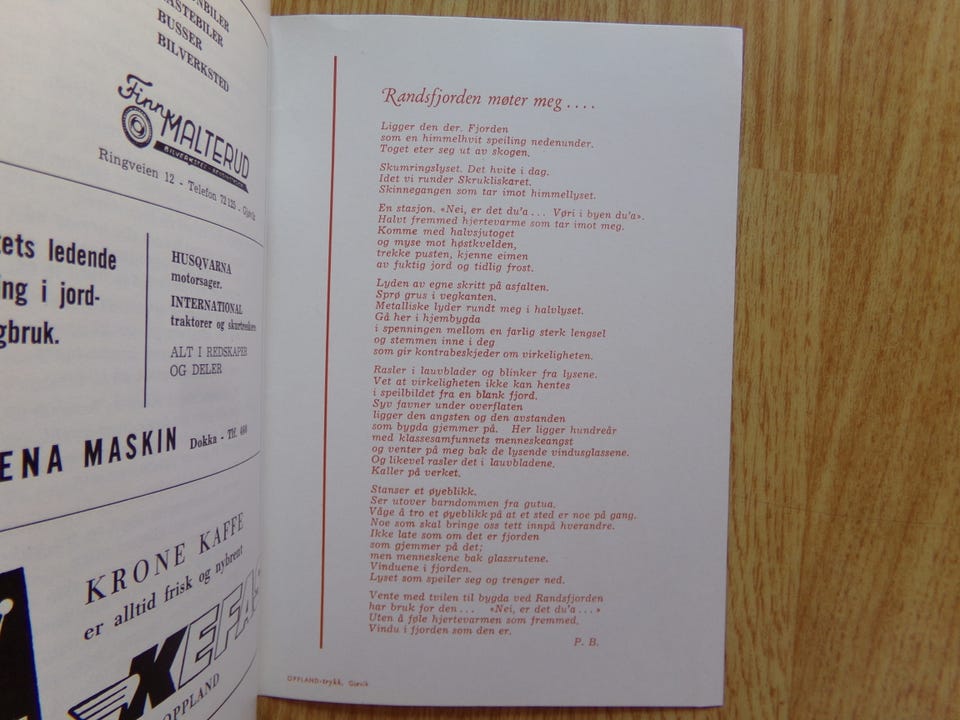 ASTEBILER
BUSSER
BILVERKSTED
Finn
MALTERUD
Ringveien 12 - Telefon 72125 - Gjøvik
tets ledende
ng i jord-
gbruk.
HUSQVARNA
motorsager.
INTERNATIONAL
traktorer og skurtreskere
ALT I REDSKAPER
OG DELER
ENA MASKIN Dokka - Tlf. 460
KRONE KAFFE
er alltid frisk og nybrent
KEFA
OPPLAND
Randsfjorden møter meg ....
Ligger den der. Fjorden
som en himmelhvit speiling nedenunder.
Toget eter seg ut av skogen.
Skumringslyset. Det hvite i dag.
Idet vi runder Skrukliskaret.
Skinnegangen som tar imot himmellyset.
En stasjon. «Nei, er det du'a ... Vøri i byen du'a».
Halvt fremmed hjertevarme som tar imot meg.
Komme med halvsjutoget
og myse mot høstkvelden,
trekke pusten, kjenne eimen
av fuktig jord og tidlig frost.
Lyden av egne skritt på asfalten.
Sprø grus i vegkanten.
Metalliske lyder rundt meg i halvlyset.
Gå her i hjembygda
i spenningen mellom en farlig sterk lengsel
og stemmen inne i deg
som gir kontrabeskjeder om virkeligheten.
Rasler i lauvblader og blinker fra lysene.
Vet at virkeligheten ikke kan hentes
i speilbildet fra en blank fjord.
Syv favner under overflaten
ligger den angsten og den avstanden
som bygda gjemmer på. Her ligger hundreår
med klassesamfunnets menneskeangst
og venter på meg bak de lysende vindusglassene.
Og likevel rasler det i lauvbladene.
Kaller på verket.
Stanser et øyeblikk.
Ser utover barndommen fra gutua.
Våge å tro et øyeblikk på at et sted er noe på gang.
Noe som skal bringe oss tett innpå hverandre.
Ikke late som om det er fjorden
som gjemmer på det;
men menneskene bak glassrutene.
Vinduene i fjorden.
Lyset som speiler seg og trenger ned.
Vente med tvilen til bygda ved Randsfjorden
har bruk for den ... «Nei, er det du'a ...»
Uten å føle hjertevarmen som fremmed.
Vindu i fjorden som den er.
P. B.
OPPLAND-trykk, Gjøvik